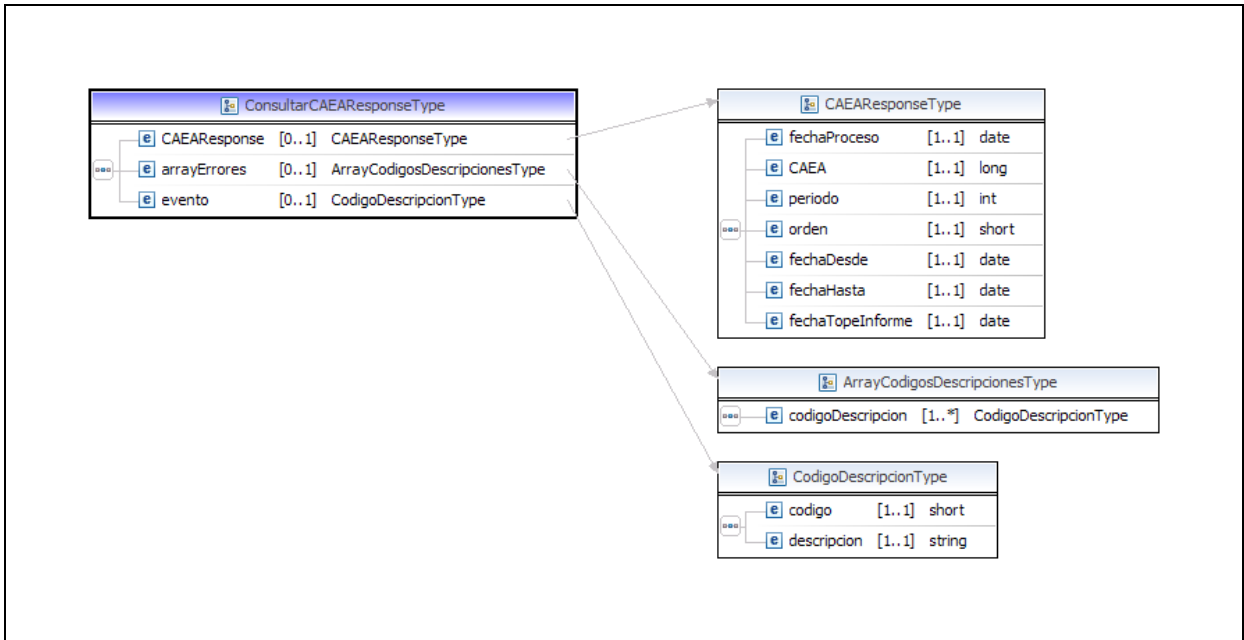 ConsultarCAEAResponseType
CAEAResponse [0..1] CAEAResponseType
arrayErrores [0..1] ArrayCodigosDescripcionesType
evento [0..1] CodigoDescripcionType
CAEAResponseType
fechaProceso [1..1] date
CAEA [1..1] long
periodo [1..1] int
orden [1..1] short
fechaDesde [1..1] date
fechaHasta [1..1] date
fechaTopeInforme [1..1] date
ArrayCodigosDescripcionesType
codigoDescripcion [1..*] CodigoDescripcionType
CodigoDescripcionType
codigo [1..1] short
descripcion [1..1] string